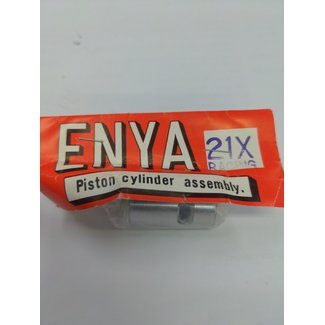 ENYA 21X
RACING
Piston cylinder assembly.